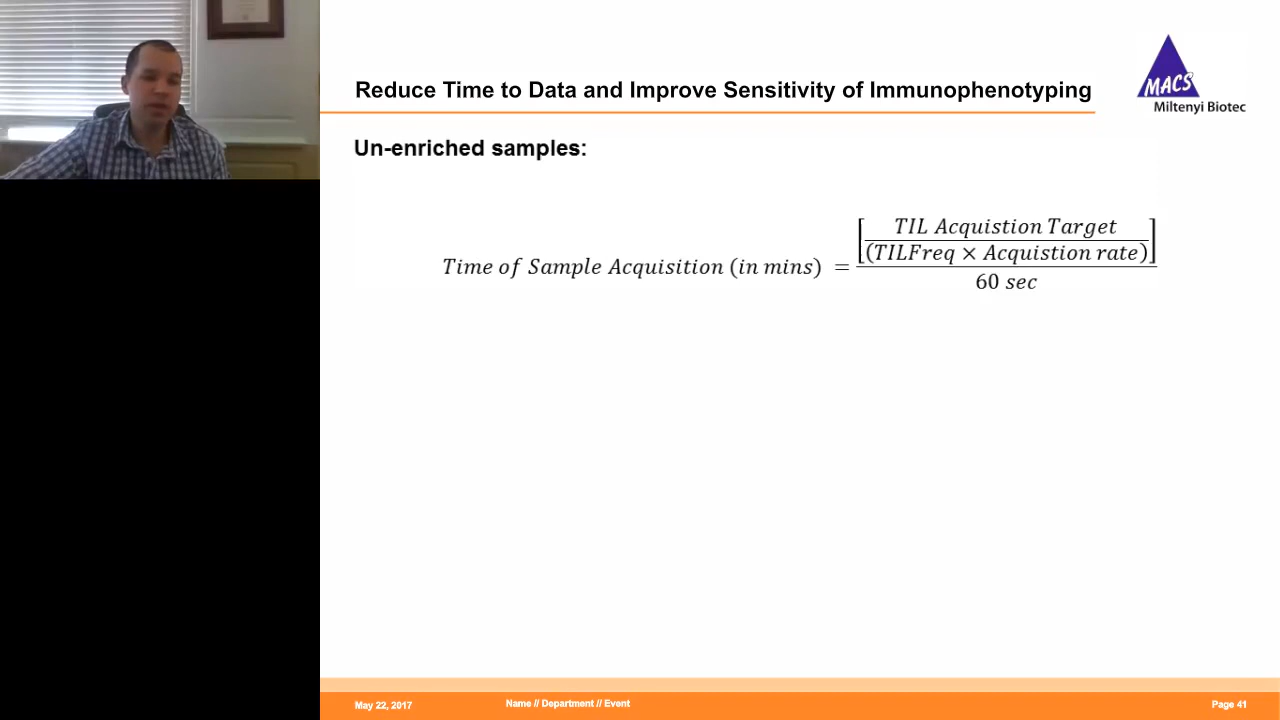 Reduce Time to Data and Improve Sensitivity of Immunophenotyping
MACS
Miltenyi Biotec
Un-enriched samples:
Time of Sample Acquisition (in mins) = [TIL Acquistion Target / (TILFreq × Acquistion rate)] / 60 sec
May 22, 2017
Name // Department // Event
Page 41